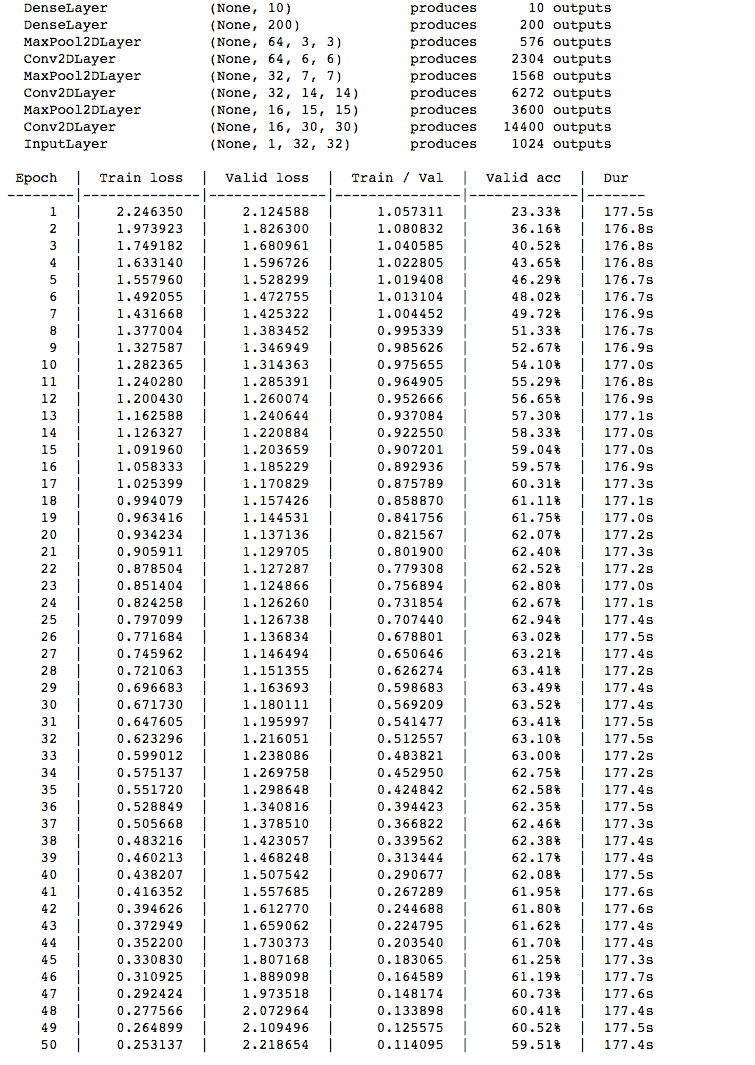 DenseLayer (None, 10) produces 10 outputs
DenseLayer (None, 200) produces 200 outputs
MaxPool2DLayer (None, 64, 3, 3) produces 576 outputs
Conv2DLayer (None, 64, 6, 6) produces 2304 outputs
MaxPool2DLayer (None, 32, 7, 7) produces 1568 outputs
Conv2DLayer (None, 32, 14, 14) produces 6272 outputs
MaxPool2DLayer (None, 16, 15, 15) produces 3600 outputs
Conv2DLayer (None, 16, 30, 30) produces 14400 outputs
InputLayer (None, 1, 32, 32) produces 1024 outputs
Epoch | Train loss | Valid loss | Train / Val | Valid acc | Dur
--------|--------------|--------------|---------------|-------------|-------
1 | 2.246350 | 2.124588 | 1.057311 | 23.33% | 177.5s
2 | 1.973923 | 1.826300 | 1.080832 | 36.16% | 176.8s
3 | 1.749182 | 1.680961 | 1.040585 | 40.52% | 176.8s
4 | 1.633140 | 1.596726 | 1.022805 | 43.65% | 176.8s
5 | 1.557960 | 1.528299 | 1.019408 | 46.29% | 176.7s
6 | 1.492055 | 1.472755 | 1.013104 | 48.02% | 176.7s
7 | 1.431668 | 1.425322 | 1.004452 | 49.72% | 176.9s
8 | 1.377004 | 1.383452 | 0.995339 | 51.33% | 176.7s
9 | 1.327587 | 1.346949 | 0.985626 | 52.67% | 176.9s
10 | 1.282365 | 1.314363 | 0.975655 | 54.10% | 177.0s
11 | 1.240280 | 1.285391 | 0.964905 | 55.29% | 176.8s
12 | 1.200430 | 1.260074 | 0.952666 | 56.65% | 176.9s
13 | 1.162588 | 1.240644 | 0.937084 | 57.30% | 177.1s
14 | 1.126327 | 1.220884 | 0.922550 | 58.33% | 177.0s
15 | 1.091960 | 1.203659 | 0.907201 | 59.04% | 177.0s
16 | 1.058333 | 1.185229 | 0.892936 | 59.57% | 176.9s
17 | 1.025399 | 1.170829 | 0.875789 | 60.31% | 177.3s
18 | 0.994079 | 1.157426 | 0.858870 | 61.11% | 177.1s
19 | 0.963416 | 1.144531 | 0.841756 | 61.75% | 177.0s
20 | 0.934234 | 1.137136 | 0.821567 | 62.07% | 177.2s
21 | 0.905911 | 1.129705 | 0.801900 | 62.40% | 177.3s
22 | 0.878504 | 1.127287 | 0.779308 | 62.52% | 177.2s
23 | 0.851404 | 1.124866 | 0.756894 | 62.80% | 177.0s
24 | 0.824258 | 1.126260 | 0.731854 | 62.67% | 177.1s
25 | 0.797099 | 1.126738 | 0.707440 | 62.94% | 177.4s
26 | 0.771684 | 1.136834 | 0.678801 | 63.02% | 177.5s
27 | 0.745962 | 1.146494 | 0.650646 | 63.21% | 177.4s
28 | 0.721063 | 1.151355 | 0.626274 | 63.41% | 177.2s
29 | 0.696683 | 1.163693 | 0.598683 | 63.49% | 177.4s
30 | 0.671730 | 1.180111 | 0.569209 | 63.52% | 177.4s
31 | 0.647605 | 1.195997 | 0.541477 | 63.41% | 177.5s
32 | 0.623296 | 1.216051 | 0.512557 | 63.10% | 177.5s
33 | 0.599012 | 1.238086 | 0.483821 | 63.00% | 177.2s
34 | 0.575137 | 1.269758 | 0.452950 | 62.75% | 177.2s
35 | 0.551720 | 1.298648 | 0.424842 | 62.58% | 177.4s
36 | 0.528849 | 1.340816 | 0.394423 | 62.35% | 177.5s
37 | 0.505668 | 1.378510 | 0.366822 | 62.46% | 177.3s
38 | 0.483216 | 1.423057 | 0.339562 | 62.38% | 177.4s
39 | 0.460213 | 1.468248 | 0.313444 | 62.17% | 177.4s
40 | 0.438207 | 1.507542 | 0.290677 | 62.08% | 177.5s
41 | 0.416352 | 1.557685 | 0.267289 | 61.95% | 177.6s
42 | 0.394626 | 1.612770 | 0.244688 | 61.80% | 177.6s
43 | 0.372949 | 1.659062 | 0.224795 | 61.62% | 177.4s
44 | 0.352200 | 1.730373 | 0.203540 | 61.70% | 177.4s
45 | 0.330830 | 1.807168 | 0.183065 | 61.25% | 177.3s
46 | 0.310925 | 1.889098 | 0.164589 | 61.19% | 177.7s
47 | 0.292424 | 1.973518 | 0.148174 | 60.73% | 177.6s
48 | 0.277566 | 2.072964 | 0.133898 | 60.41% | 177.4s
49 | 0.264899 | 2.109496 | 0.125575 | 60.52% | 177.5s
50 | 0.253137 | 2.218654 | 0.114095 | 59.51% | 177.4s